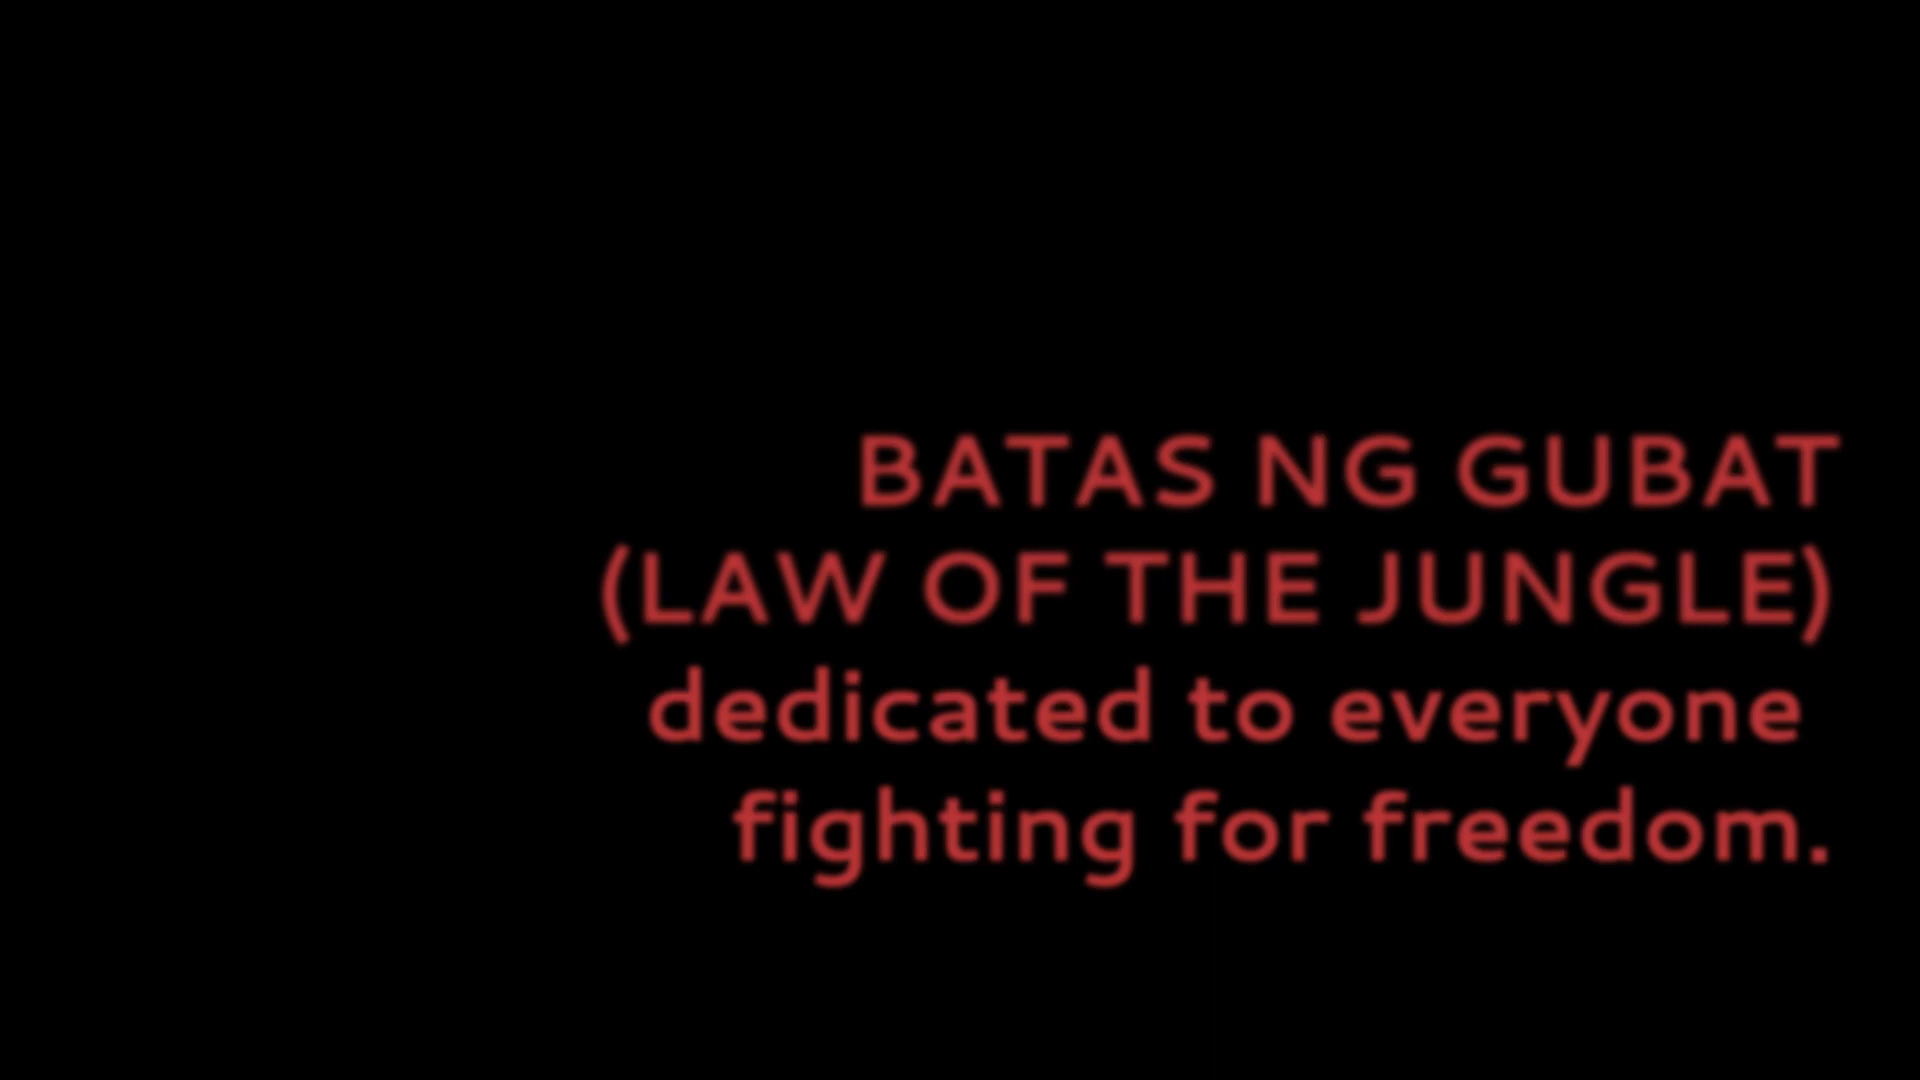 BATAS NG GUBAT
(LAW OF THE JUNGLE)
dedicated to everyone
fighting for freedom.